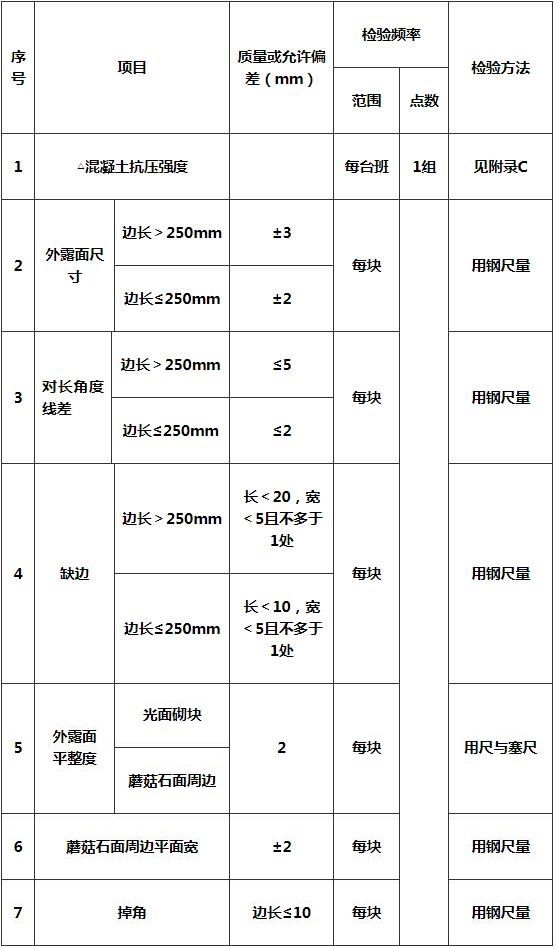 序号
项目
质量或允许偏差（mm）
检验频率
检验方法
范围
点数
1
△混凝土抗压强度
每台班
1组
见附录C
2
外露面尺寸
边长＞250mm
±3
每块
用钢尺量
边长≤250mm
±2
3
对长角度线差
边长＞250mm
≤5
每块
用钢尺量
边长≤250mm
≤2
4
缺边
边长＞250mm
长＜20，宽＜5且不多于1处
每块
用钢尺量
边长≤250mm
长＜10，宽＜5且不多于1处
5
外露面平整度
光面砌块
2
每块
用尺与塞尺
蘑菇石面周边
6
蘑菇石面周边平面宽
±2
每块
用钢尺量
7
掉角
边长≤10
每块
用钢尺量